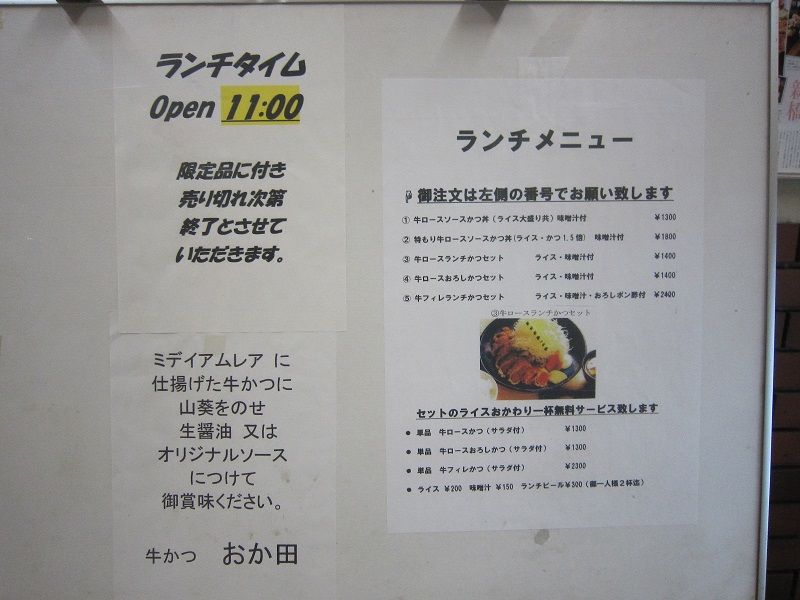 ランチタイム
Open 11:00
限定品に付き
売り切れ次第
終了とさせて
いただきます。
ミデイアムレア に
仕揚げた牛かつに
山葵をのせ
生醤油 又は
オリジナルソース
につけて
御賞味ください。
牛かつ おか田
ランチメニュー
御注文は左側の番号でお願い致します
① 牛ロースソースかつ丼（ライス大盛り共）味噌汁付 ¥1300
② 特もり牛ロースソースかつ丼(ライス・かつ1.5倍) 味噌汁付 ¥1800
③ 牛ロースランチかつセット ライス・味噌汁付 ¥1400
④ 牛ロースおろしかつセット ライス・味噌汁付 ¥1400
⑤ 牛フィレランチかつセット ライス・味噌汁・おろしポン酢付 ¥2400
③牛ロースランチかつセット
セットのライスおかわり一杯無料サービス致します
● 単品 牛ロースかつ（サラダ付） ¥1300
● 単品 牛ロースおろしかつ（サラダ付） ¥1300
● 単品 牛フィレかつ（サラダ付） ¥2300
● ライス ¥200 味噌汁 ¥150 ランチビール¥300（御一人様２杯迄）
新橋